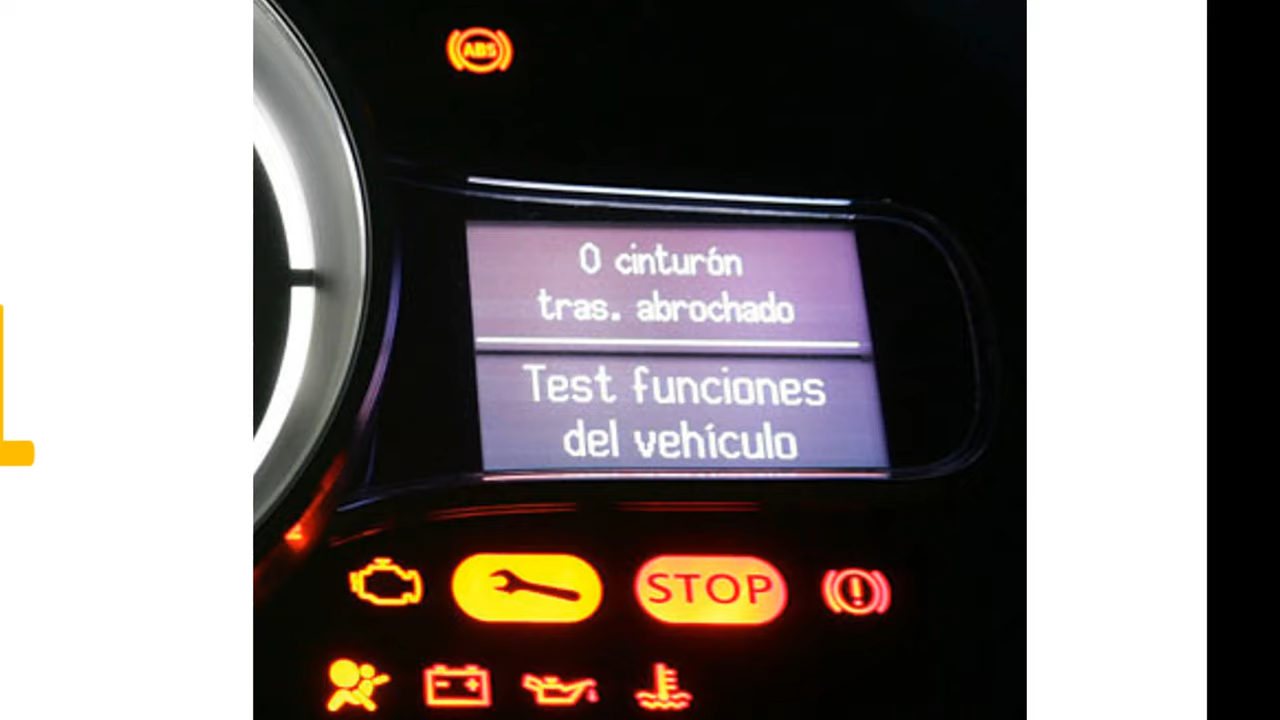 ABS
0 cinturón
tras. abrochado
Test funciones
del vehículo
STOP